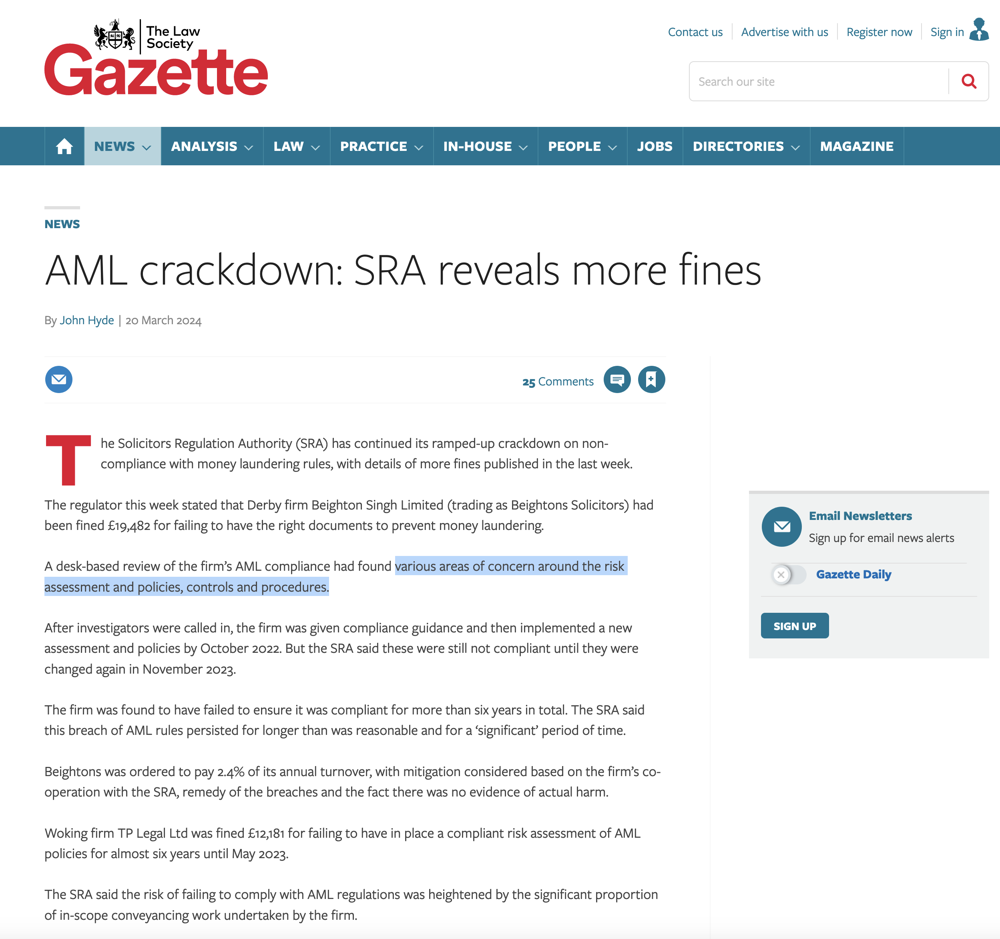 The Law
Society
Gazette
Contact us
Advertise with us
Register now
Sign in
Search our site
NEWS
ANALYSIS
LAW
PRACTICE
IN-HOUSE
PEOPLE
JOBS
DIRECTORIES
MAGAZINE
NEWS
AML crackdown: SRA reveals more fines
By John Hyde | 20 March 2024
25 Comments
The Solicitors Regulation Authority (SRA) has continued its ramped-up crackdown on non-
compliance with money laundering rules, with details of more fines published in the last week.
The regulator this week stated that Derby firm Beighton Singh Limited (trading as Beightons Solicitors) had
been fined £19,482 for failing to have the right documents to prevent money laundering.
A desk-based review of the firm’s AML compliance had found various areas of concern around the risk
assessment and policies, controls and procedures.
After investigators were called in, the firm was given compliance guidance and then implemented a new
assessment and policies by October 2022. But the SRA said these were still not compliant until they were
changed again in November 2023.
The firm was found to have failed to ensure it was compliant for more than six years in total. The SRA said
this breach of AML rules persisted for longer than was reasonable and for a ‘significant’ period of time.
Beightons was ordered to pay 2.4% of its annual turnover, with mitigation considered based on the firm’s co-
operation with the SRA, remedy of the breaches and the fact there was no evidence of actual harm.
Woking firm TP Legal Ltd was fined £12,181 for failing to have in place a compliant risk assessment of AML
policies for almost six years until May 2023.
The SRA said the risk of failing to comply with AML regulations was heightened by the significant proportion
of in-scope conveyancing work undertaken by the firm.
Email Newsletters
Sign up for email news alerts
Gazette Daily
SIGN UP